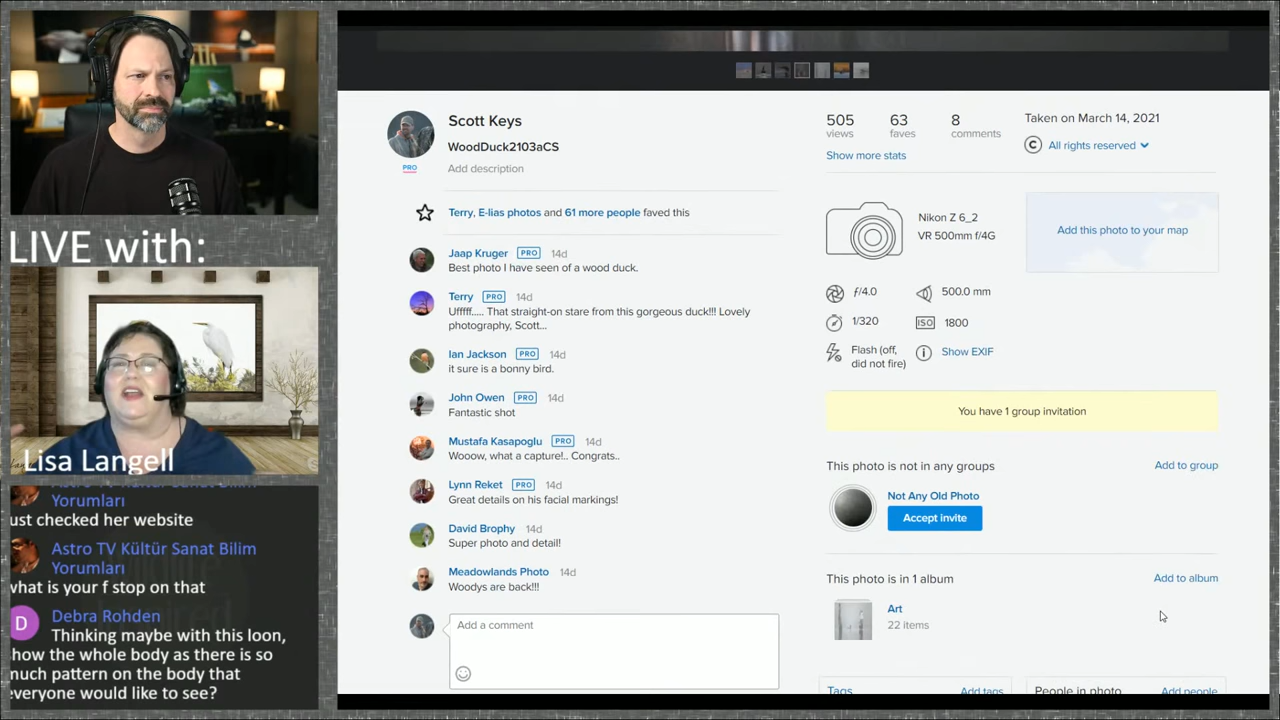 LIVE with:
Lisa Langell
Yorumları
ust checked her website
Astro TV Kültür Sanat Bilim
Yorumları
what is your f stop on that
D
Debra Rohden
Thinking maybe with this loon,
how the whole body as there is so
much pattern on the body that
everyone would like to see?
Scott Keys
WoodDuck2103aCS
PRO
Add description
Terry, E-lias photos and 61 more people faved this
Jaap Kruger PRO 14d
Best photo I have seen of a wood duck.
Terry PRO 14d
Ufffff..... That straight-on stare from this gorgeous duck!!! Lovely
photography, Scott...
Ian Jackson PRO 14d
it sure is a bonny bird.
John Owen PRO 14d
Fantastic shot
Mustafa Kasapoglu PRO 14d
Wooow, what a capture!.. Congrats..
Lynn Reket PRO 14d
Great details on his facial markings!
David Brophy 14d
Super photo and detail!
Meadowlands Photo 14d
Woodys are back!!!
Add a comment
505 63 8
views faves comments
Show more stats
Taken on March 14, 2021
All rights reserved
Nikon Z 6_2
VR 500mm f/4G
Add this photo to your map
ƒ/4.0 500.0 mm
1/320 ISO 1800
Flash (off, did not fire) Show EXIF
You have 1 group invitation
This photo is not in any groups Add to group
Not Any Old Photo
Accept invite
This photo is in 1 album Add to album
Art
22 items
Tags Add tags People in photo Add people